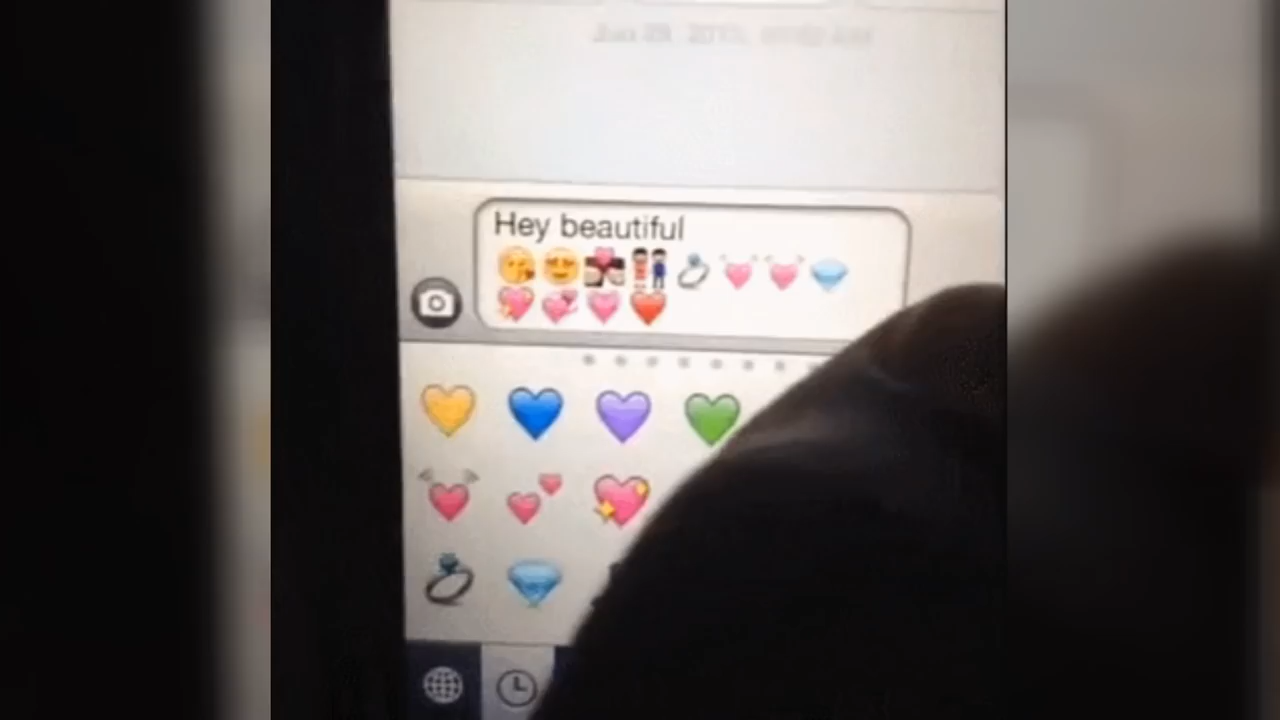 Hey beautiful
😘😍💏👫💍💓💓💎
💖💞💗❤️